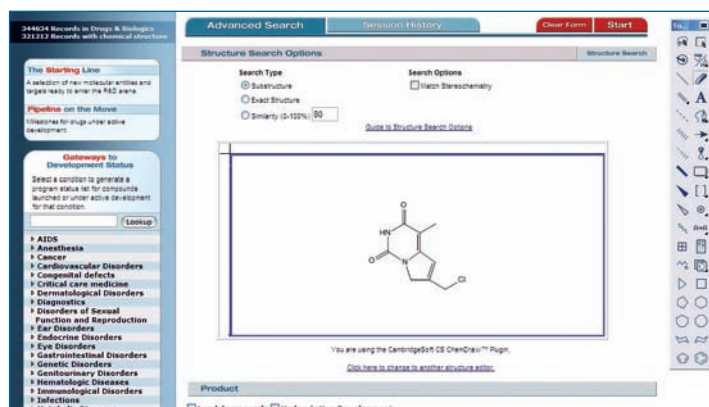 344634 Records in Drugs & Biologics
321212 Records with chemical structure
Advanced Search
Session History
Clear Form
Start
Structure Search Options
Structure Search
The Starting Line
A selection of new molecular entities and
targets ready to enter the R&D arena.
Pipeline on the Move
Milestones for drugs under active
development.
Gateways to
Development Status
Select a condition to generate a
program status list for compounds
launched or under active development
for that condition.
Lookup
AIDS
Anesthesia
Cancer
Cardiovascular Disorders
Congenital defects
Critical care medicine
Dermatological Disorders
Diagnostics
Disorders of Sexual
Function and Reproduction
Ear Disorders
Endocrine Disorders
Eye Disorders
Gastrointestinal Disorders
Genetic Disorders
Genitourinary Disorders
Hematologic Diseases
Immunological Disorders
Infections
Search Type
Substructure
Exact Structure
Similarity (0-100%) 80
Search Options
Match Stereochemistry
Guide to Structure Search Options
O
NH
O
N
Cl
You are using the CambridgeSoft CS ChemDraw™ Plugin.
Click here to change to another structure editor.
Product
To...
A